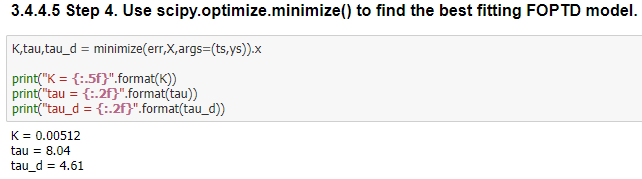 3.4.4.5 Step 4. Use scipy.optimize.minimize() to find the best fitting FOPTD model.
K,tau,tau_d = minimize(err,X,args=(ts,ys)).x
print("K = {:.5f}".format(K))
print("tau = {:.2f}".format(tau))
print("tau_d = {:.2f}".format(tau_d))
K = 0.00512
tau = 8.04
tau_d = 4.61